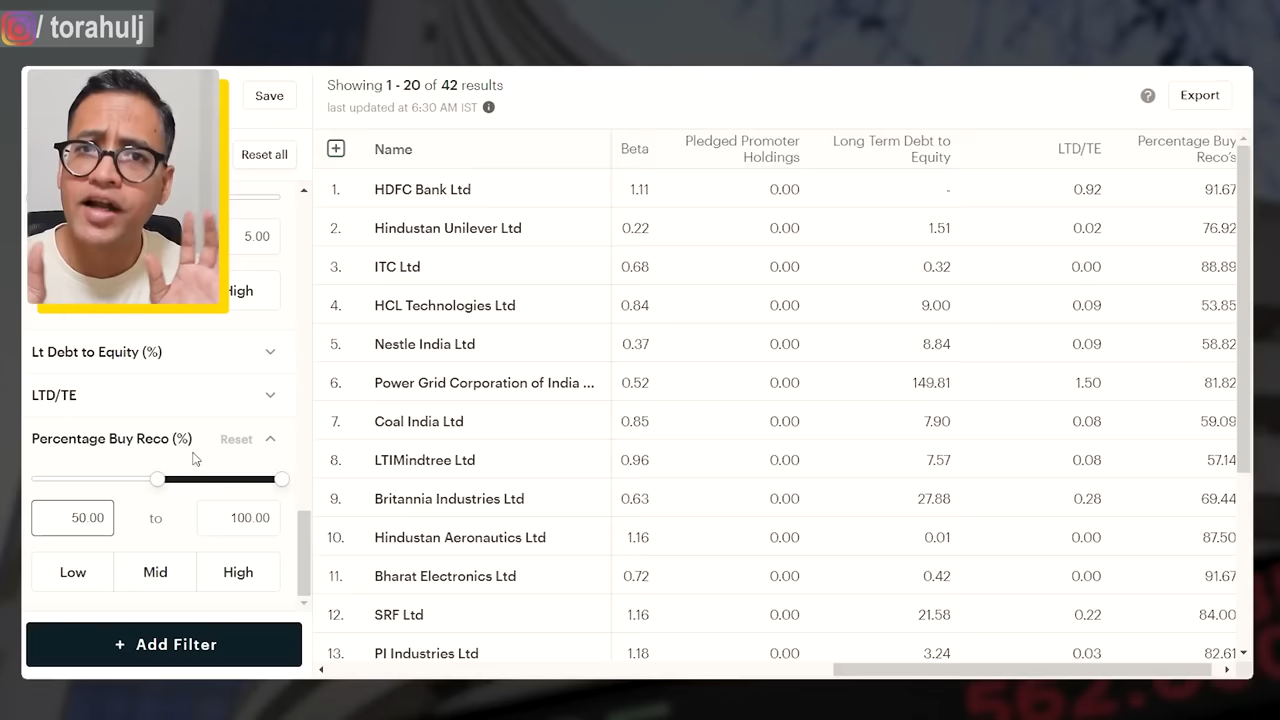 / torahulj
Save
Showing 1 - 20 of 42 results
last updated at 6:30 AM IST
Export
Reset all
Name Beta Pledged Promoter Holdings Long Term Debt to Equity LTD/TE Percentage Buy Reco's
1. HDFC Bank Ltd 1.11 0.00 - 0.92 91.67
2. Hindustan Unilever Ltd 0.22 0.00 1.51 0.02 76.92
3. ITC Ltd 0.68 0.00 0.32 0.00 88.89
4. HCL Technologies Ltd 0.84 0.00 9.00 0.09 53.85
5. Nestle India Ltd 0.37 0.00 8.84 0.09 58.82
6. Power Grid Corporation of India ... 0.52 0.00 149.81 1.50 81.82
7. Coal India Ltd 0.85 0.00 7.90 0.08 59.09
8. LTIMindtree Ltd 0.96 0.00 7.57 0.08 57.14
9. Britannia Industries Ltd 0.63 0.00 27.88 0.28 69.44
10. Hindustan Aeronautics Ltd 1.16 0.00 0.01 0.00 87.50
11. Bharat Electronics Ltd 0.72 0.00 0.42 0.00 91.67
12. SRF Ltd 1.16 0.00 21.58 0.22 84.00
13. PI Industries Ltd 1.18 0.00 3.24 0.03 82.61
5.00
High
Lt Debt to Equity (%)
LTD/TE
Percentage Buy Reco (%) Reset
50.00 to 100.00
Low Mid High
+ Add Filter
562.0